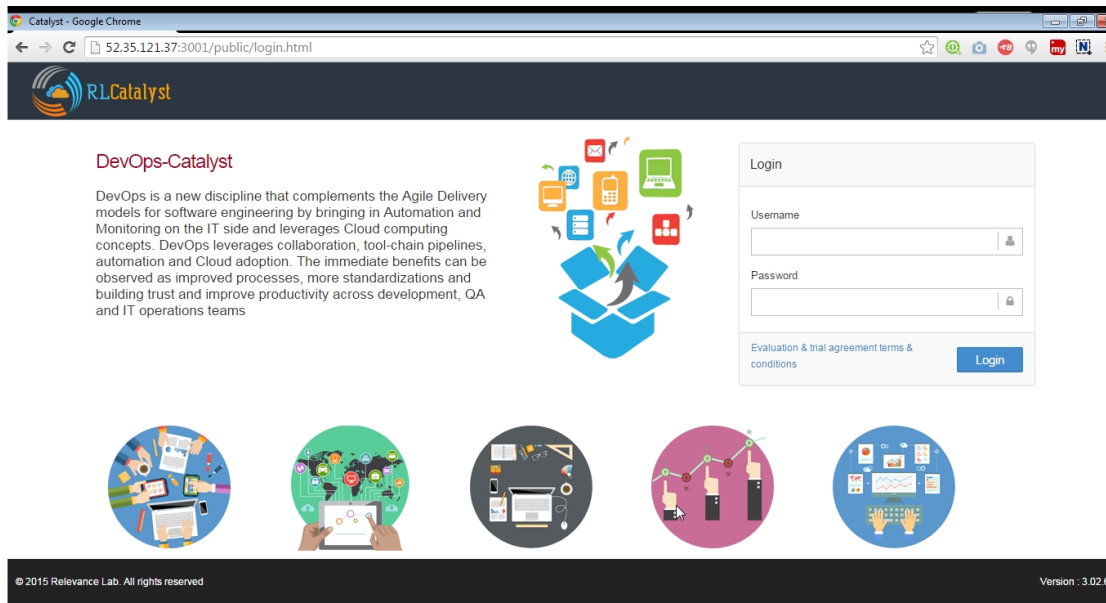 Catalyst - Google Chrome
52.35.121.37:3001/public/login.html
RLCatalyst
DevOps-Catalyst
DevOps is a new discipline that complements the Agile Delivery
models for software engineering by bringing in Automation and
Monitoring on the IT side and leverages Cloud computing
concepts. DevOps leverages collaboration, tool-chain pipelines,
automation and Cloud adoption. The immediate benefits can be
observed as improved processes, more standardizations and
building trust and improve productivity across development, QA
and IT operations teams
Login
Username
Password
Evaluation & trial agreement terms &
conditions
Login
© 2015 Relevance Lab. All rights reserved
Version : 3.02.